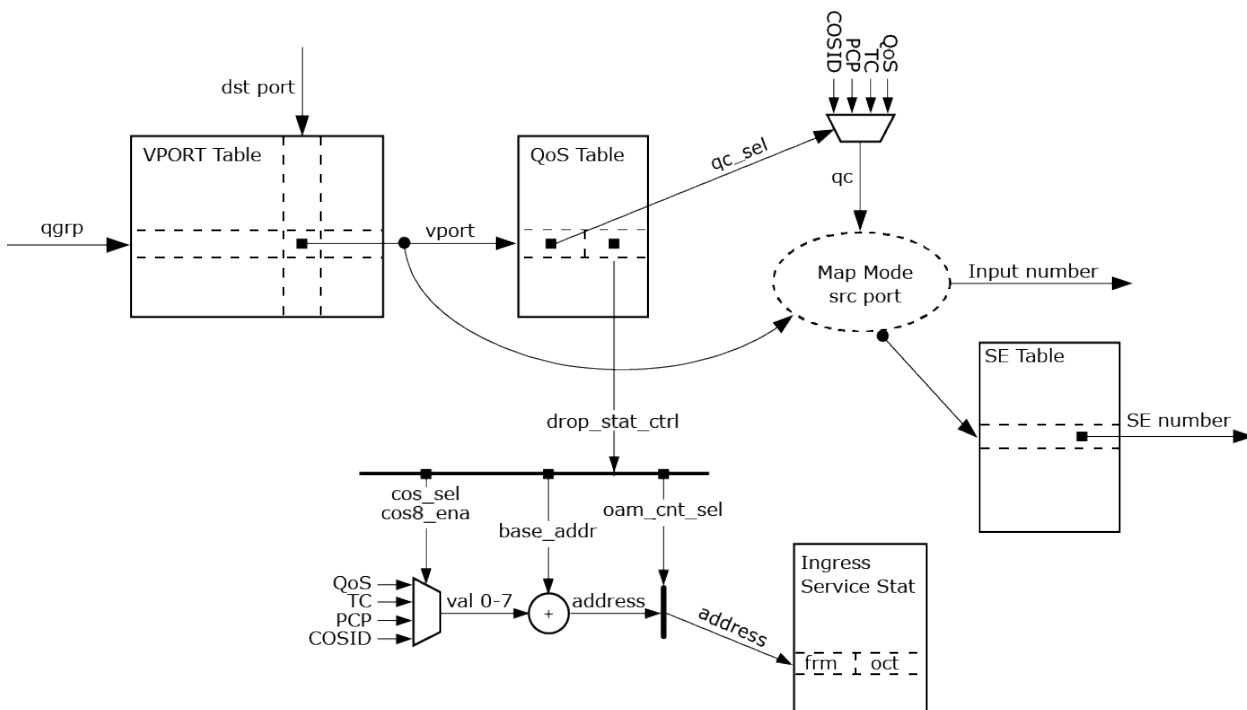 COSID
PCP
TC
QoS
dst port
VPORT Table
QoS Table
qc_sel
qc
qgrp
vport
Map Mode
src port
Input number
SE Table
SE number
drop_stat_ctrl
cos_sel
cos8_ena
base_addr
oam_cnt_sel
QoS
TC
PCP
COSID
val 0-7
+
address
address
Ingress
Service Stat
frm
oct